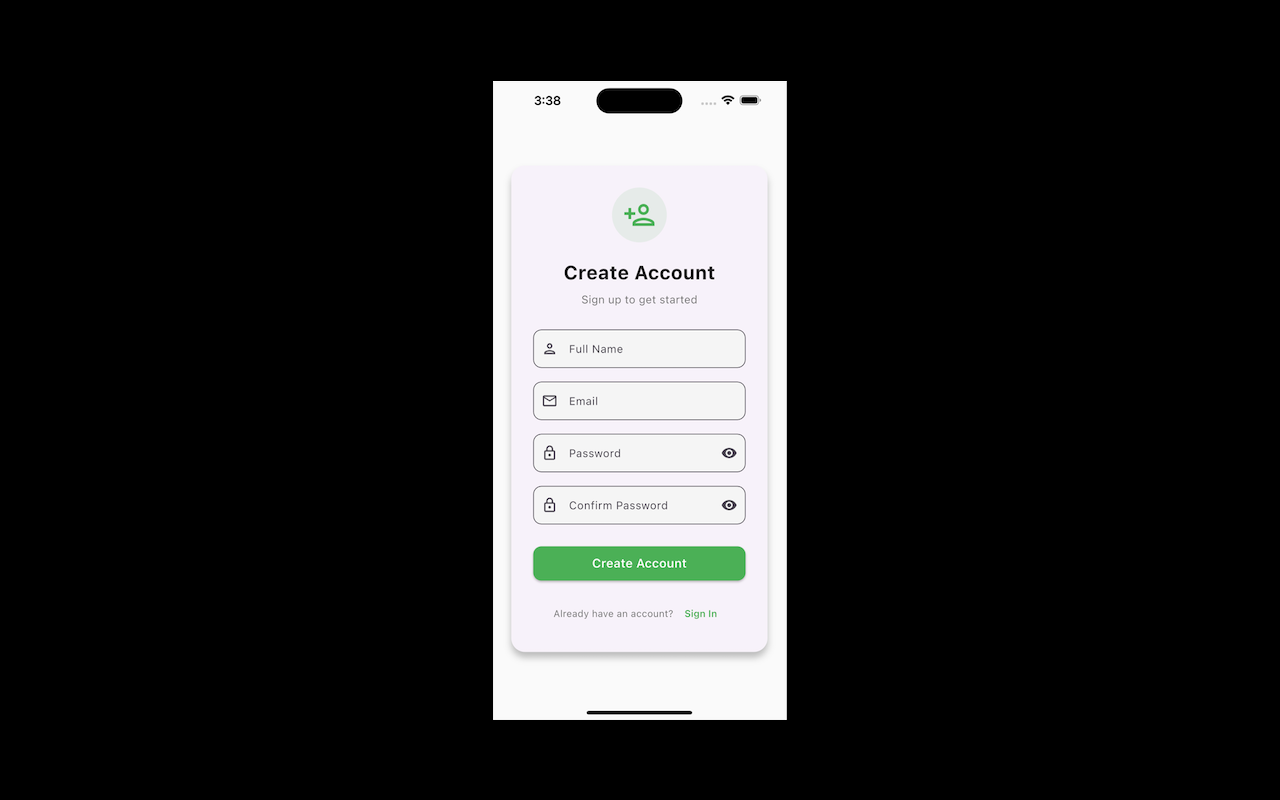 3:38
Create Account
Sign up to get started
Full Name
Email
Password
Confirm Password
Create Account
Already have an account? Sign In